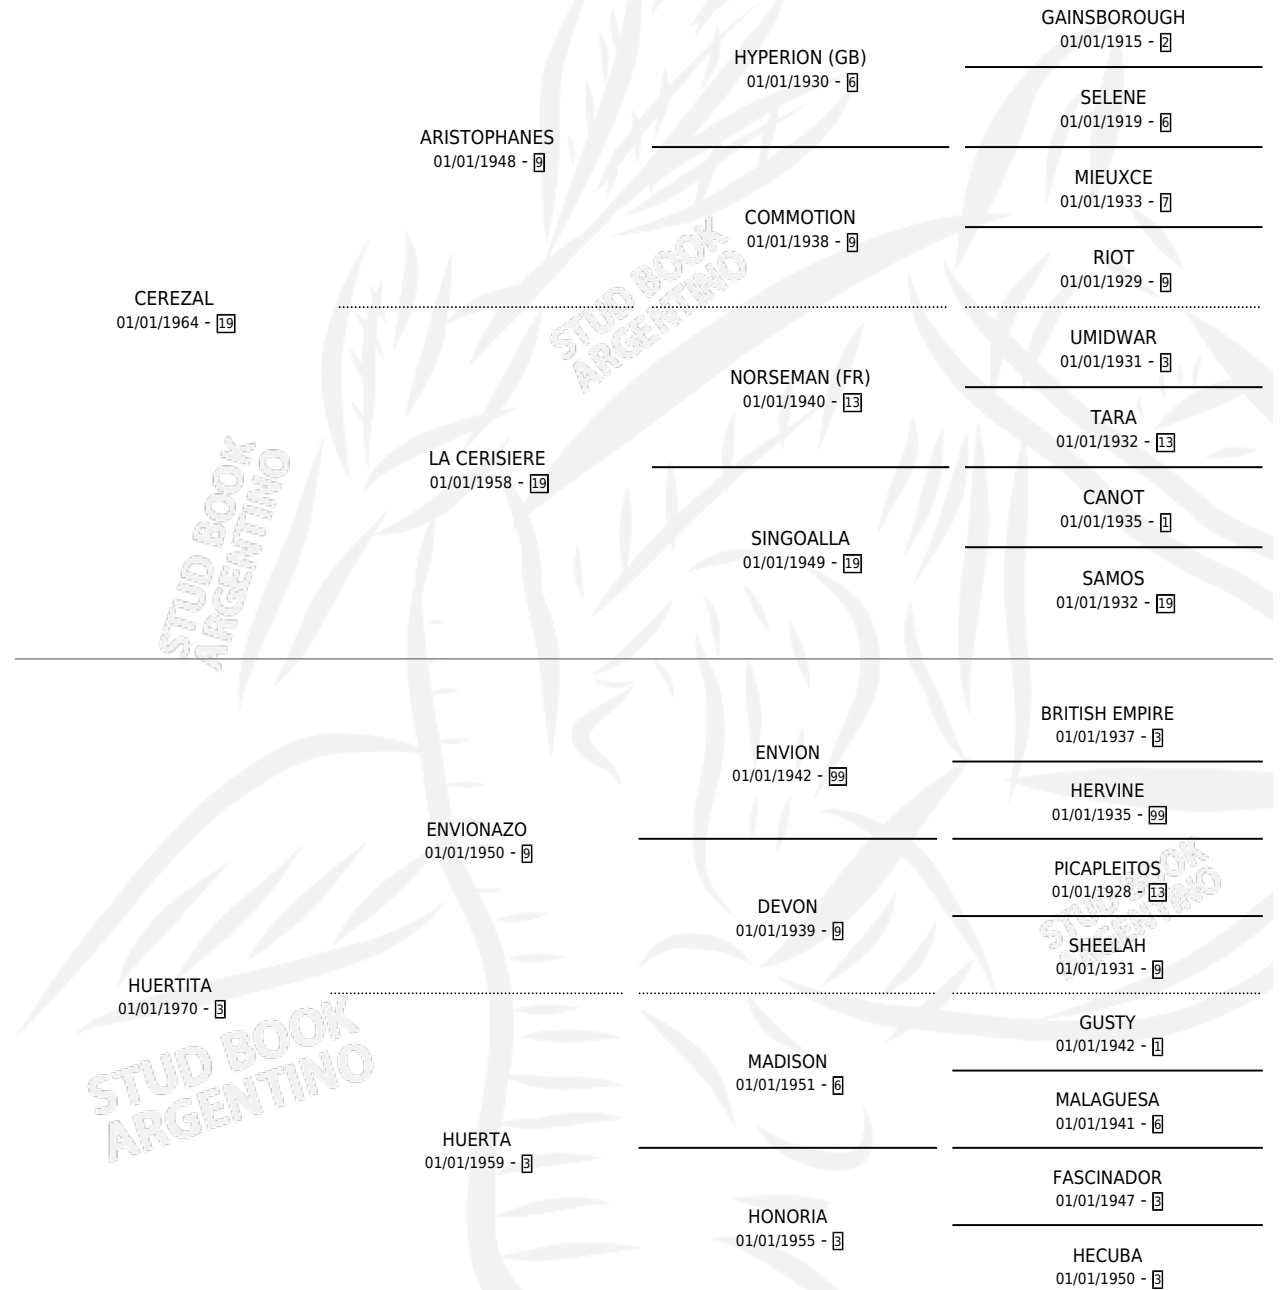 GAINSBOROUGH
01/01/1915 - 2
HYPERION (GB)
01/01/1930 - 6
SELENE
01/01/1919 - 6
ARISTOPHANES
01/01/1948 - 9
MIEUXCE
01/01/1933 - 7
COMMOTION
01/01/1938 - 9
RIOT
01/01/1929 - 9
CEREZAL
01/01/1964 - 19
UMIDWAR
01/01/1931 - 3
NORSEMAN (FR)
01/01/1940 - 13
TARA
01/01/1932 - 13
LA CERISIERE
01/01/1958 - 19
CANOT
01/01/1935 - 1
SINGOALLA
01/01/1949 - 19
SAMOS
01/01/1932 - 19
STUD BOOK
ARGENTINO
STUD BOOK
ARGENTINO
BRITISH EMPIRE
01/01/1937 - 3
ENVION
01/01/1942 - 99
HERVINE
01/01/1935 - 99
ENVIONAZO
01/01/1950 - 9
PICAPLEITOS
01/01/1928 - 13
DEVON
01/01/1939 - 9
SHEELAH
01/01/1931 - 9
HUERTITA
01/01/1970 - 3
GUSTY
01/01/1942 - 1
MADISON
01/01/1951 - 6
MALAGUESA
01/01/1941 - 6
HUERTA
01/01/1959 - 3
FASCINADOR
01/01/1947 - 3
HONORIA
01/01/1955 - 3
HECUBA
01/01/1950 - 3
STUD BOOK
ARGENTINO
STUD BOOK
ARGENTINO